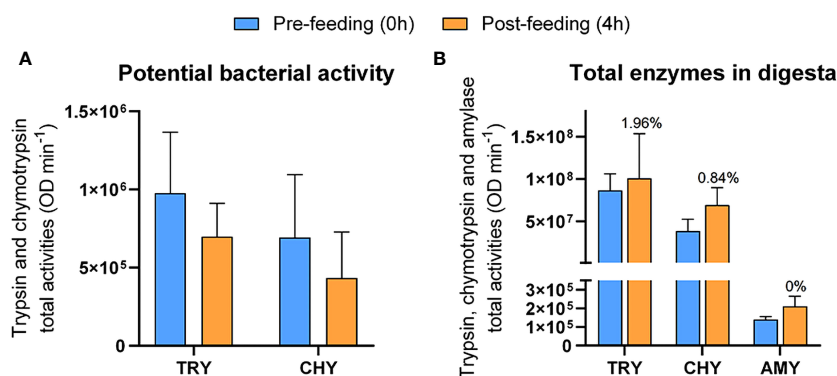 Pre-feeding (0h) Post-feeding (4h)
A
Potential bacterial activity
Trypsin and chymotrypsin
total activities (OD min-1)
1.5×10⁶
1×10⁶
5×10⁵
0
TRY CHY
B
Total enzymes in digesta
Trypsin, chymotrypsin and amylase
total activities (OD min-1)
1.5×10⁸
1×10⁸
5×10⁷
3×10⁵
2×10⁵
1×10⁵
0
1.96%
0.84%
0%
TRY CHY AMY